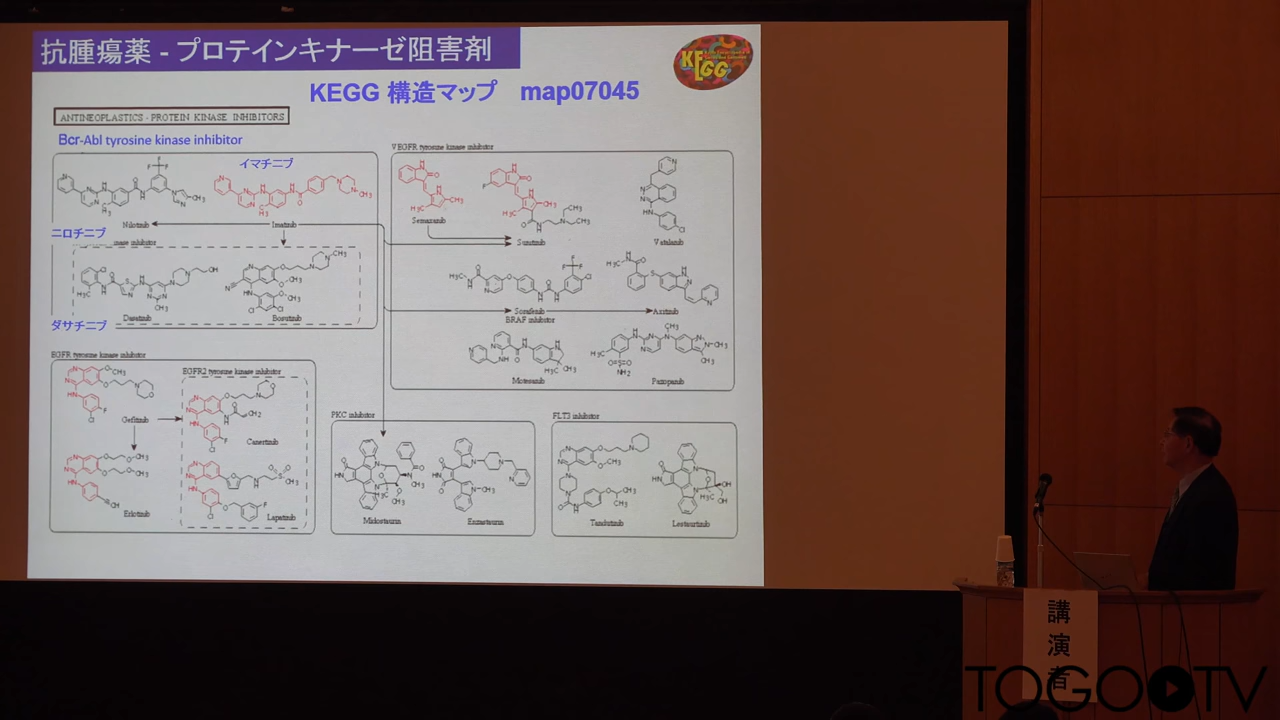 抗腫瘍薬 - プロテインキナーゼ阻害剤
KEGG
KEGG 構造マップ map07045
ANTINEOPLASTICS - PROTEIN KINASE INHIBITORS
Bcr-Abl tyrosine kinase inhibitor
イマチニブ
Nilotinib
Imatinib
ニロチニブ
inase inhibitor
Dasatinib
Bosutinib
ダサチニブ
VEGFR tyrosine kinase inhibitor
Semaxanib
Sunitinib
Vatalanib
Sorafenib
Axitinib
BRAF inhibitor
Motesanib
Pazopanib
EGFR tyrosine kinase inhibitor
EGFR2 tyrosine kinase inhibitor
Gefitinib
Canertinib
Erlotinib
Lapatinib
PKC inhibitor
Midostaurin
Enzastaurin
FLT3 inhibitor
Tandutinib
Lestaurtinib
講演者
TOGO TV